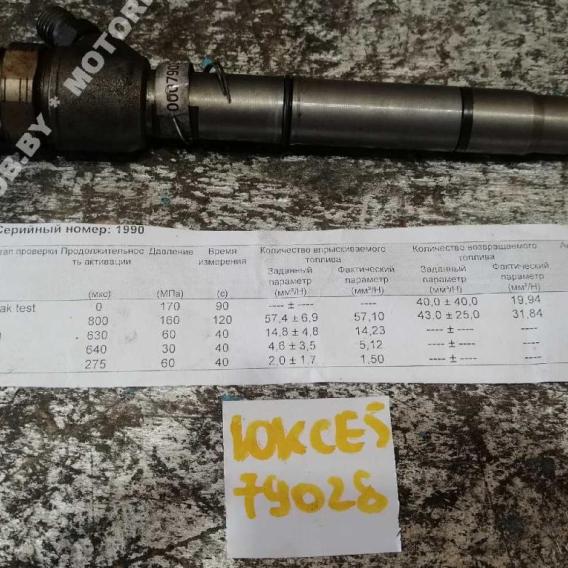 OB.BY * MOTOR
Серийный номер: 1990
тап проверки Продолжительнос Давление Время Количество впрыскиваемого Количество возвращаемого
ть активации измерения топлива топлива
Заданный Фактический Заданный Фактический
параметр параметр параметр параметр
(мкс) (МПа) (с) (мм³/H) (мм³/H) (мм³/H) (мм³/H)
ak test 0 170 90 ---- ± ---- ---- 40,0 ± 40,0 19,94
800 160 120 57,4 ± 6,9 57,10 43,0 ± 25,0 31,84
630 60 40 14,8 ± 4,8 14,23 ---- ± ---- ----
640 30 40 4,6 ± 3,5 5,12 ---- ± ---- ----
275 60 40 2,0 ± 1,7 1,50 ---- ± ---- ----
10KCE5
79028